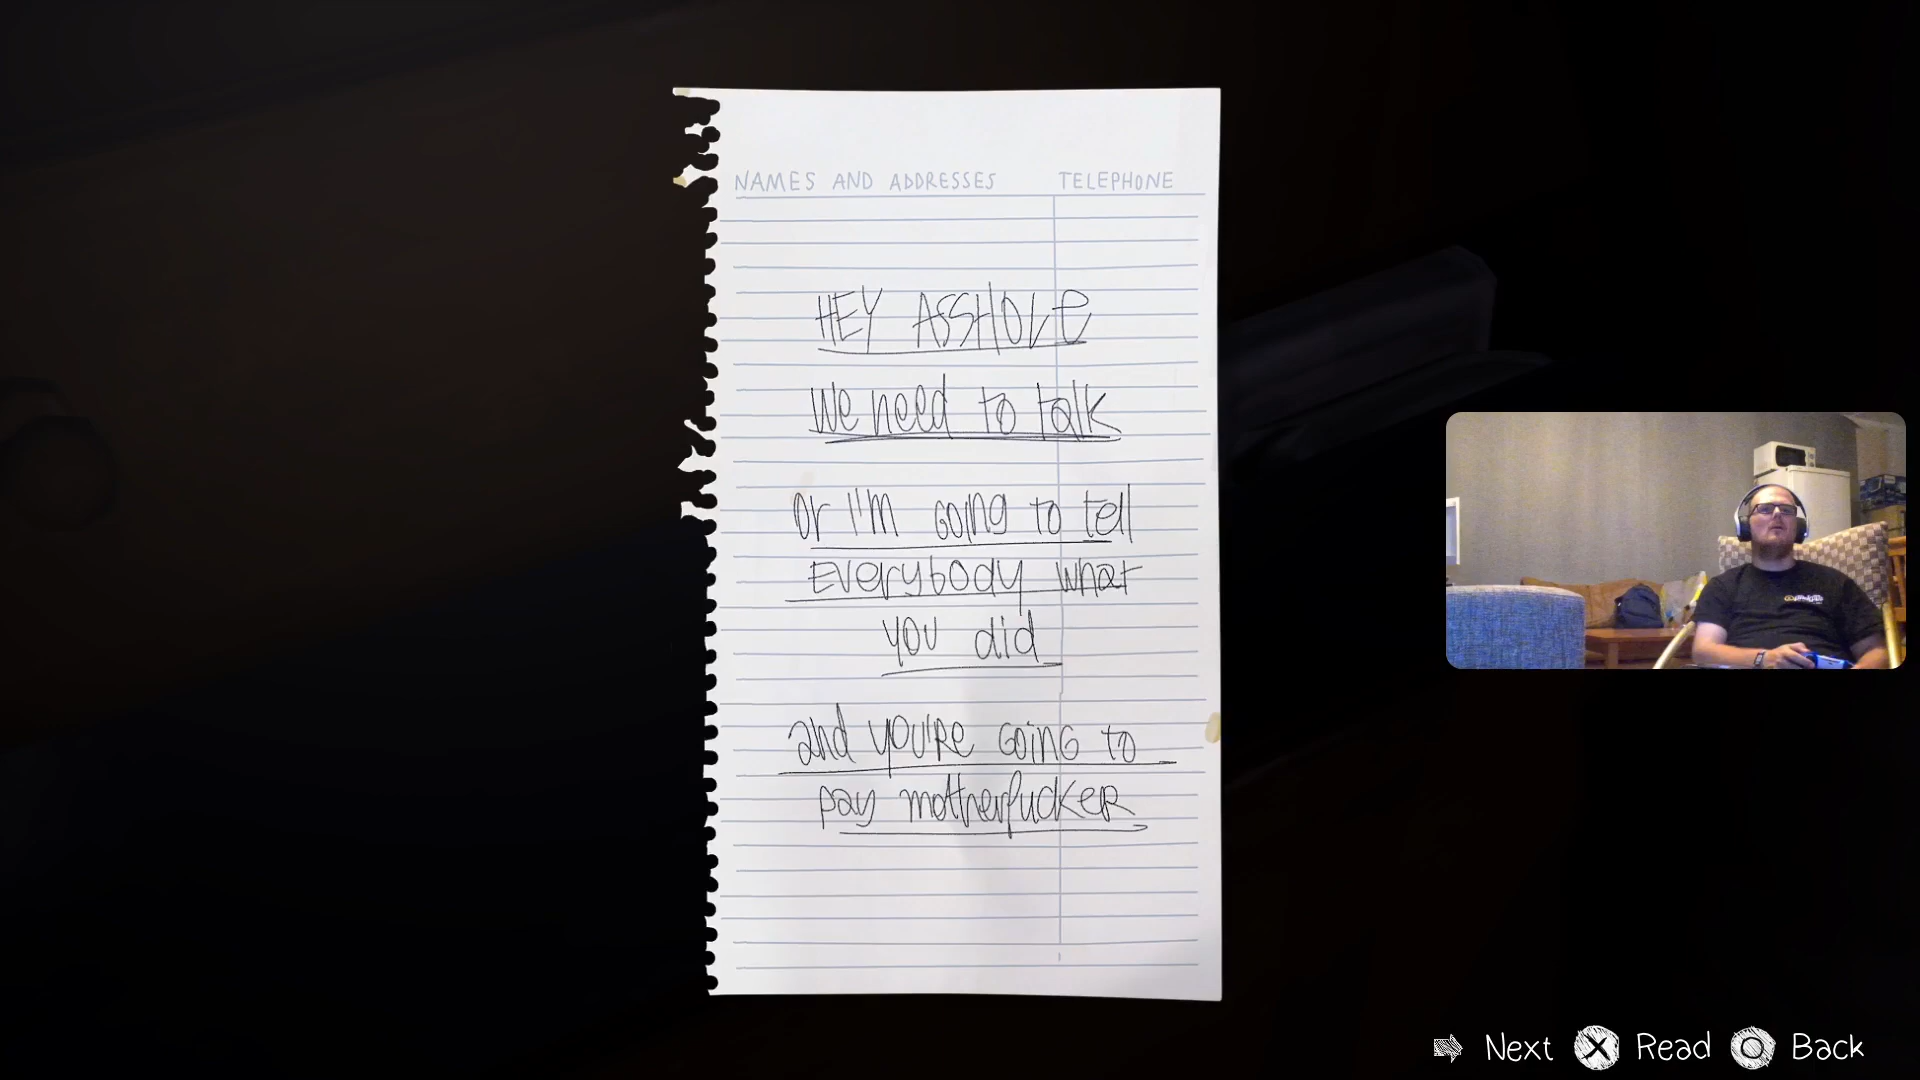 NAMES AND ADDRESSES TELEPHONE
HEY ASSHOLE
We need to talk
Or I'm GOING to tell
Everybody what
you did
and you're GOING to
pay motherfucker
Next Read Back